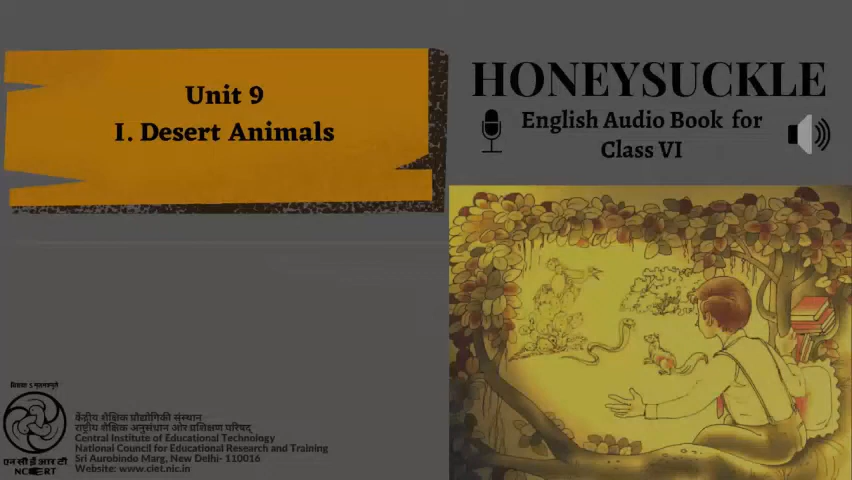 Unit 9
I. Desert Animals
HONEYSUCKLE
English Audio Book for
Class VI
केंद्रीय शैक्षिक प्रौद्योगिकी संस्थान
राष्ट्रीय शैक्षिक अनुसंधान और प्रशिक्षण परिषद्
Central Institute of Educational Technology
National Council for Educational Research and Training
Sri Aurobindo Marg, New Delhi- 110016
Website: www.ciet.nic.in
एन सी ई आर टी
NCERT